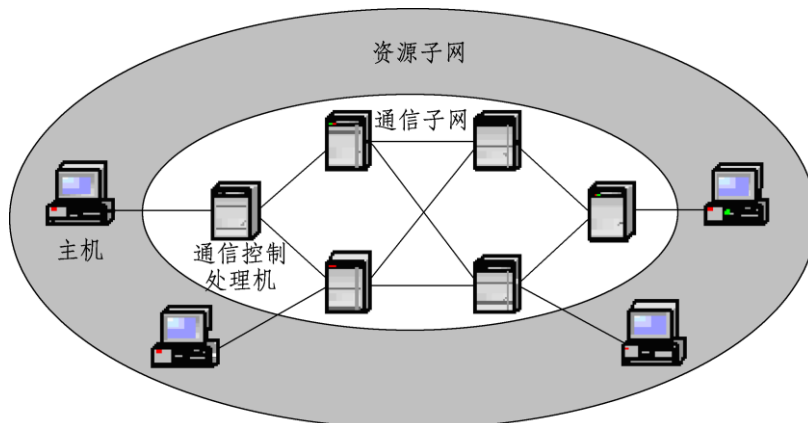 资源子网
通信子网
主机
通信控制
处理机